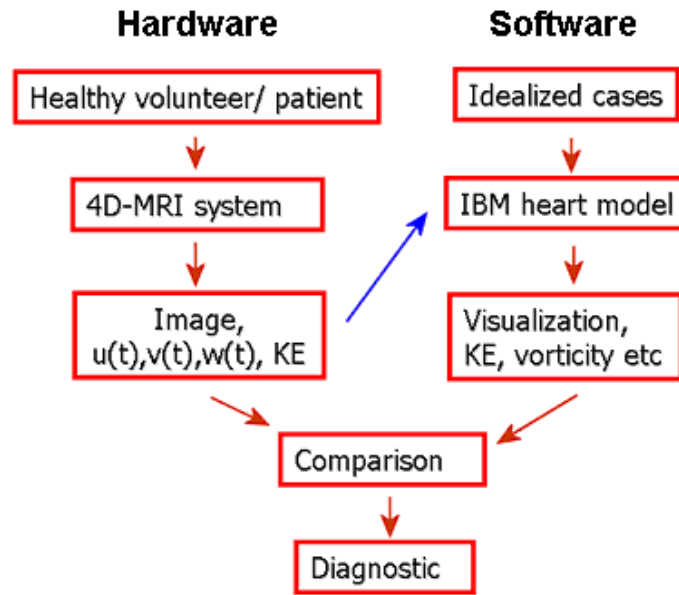 Hardware
Software
Healthy volunteer/ patient
Idealized cases
4D-MRI system
IBM heart model
Image,
u(t),v(t),w(t), KE
Visualization,
KE, vorticity etc
Comparison
Diagnostic